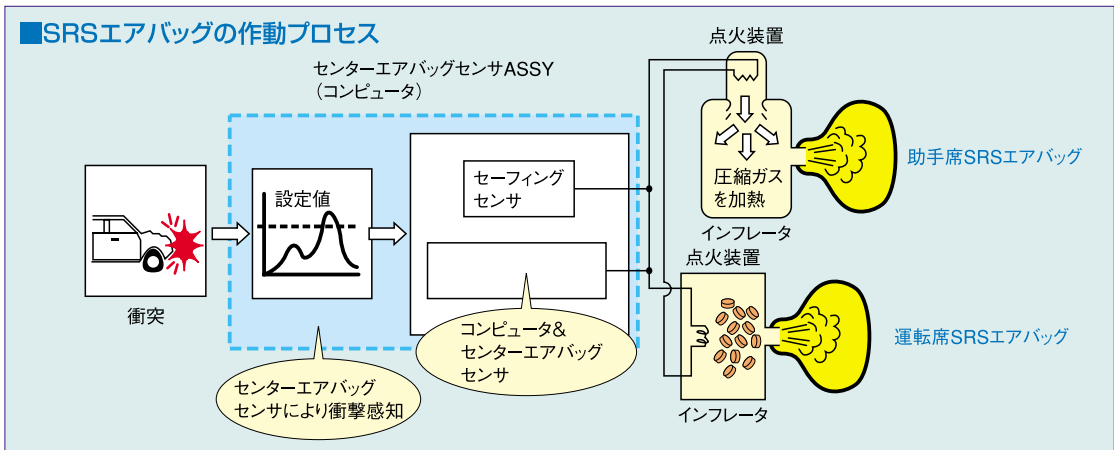 ■SRSエアバッグの作動プロセス
センターエアバッグセンサASSY
（コンピュータ）
衝突
設定値
セーフィング
センサ
コンピュータ&
センターエアバッグ
センサ
センターエアバッグ
センサにより衝撃感知
点火装置
圧縮ガス
を加熱
インフレータ
助手席SRSエアバッグ
点火装置
インフレータ
運転席SRSエアバッグ